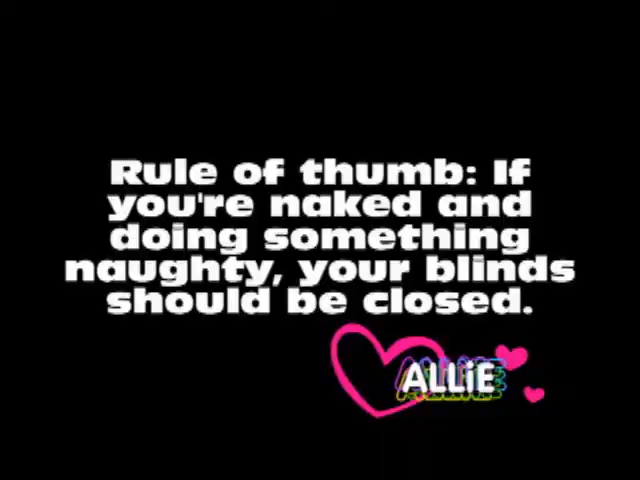 Rule of thumb: If
you're naked and
doing something
naughty, your blinds
should be closed.
ALLiE